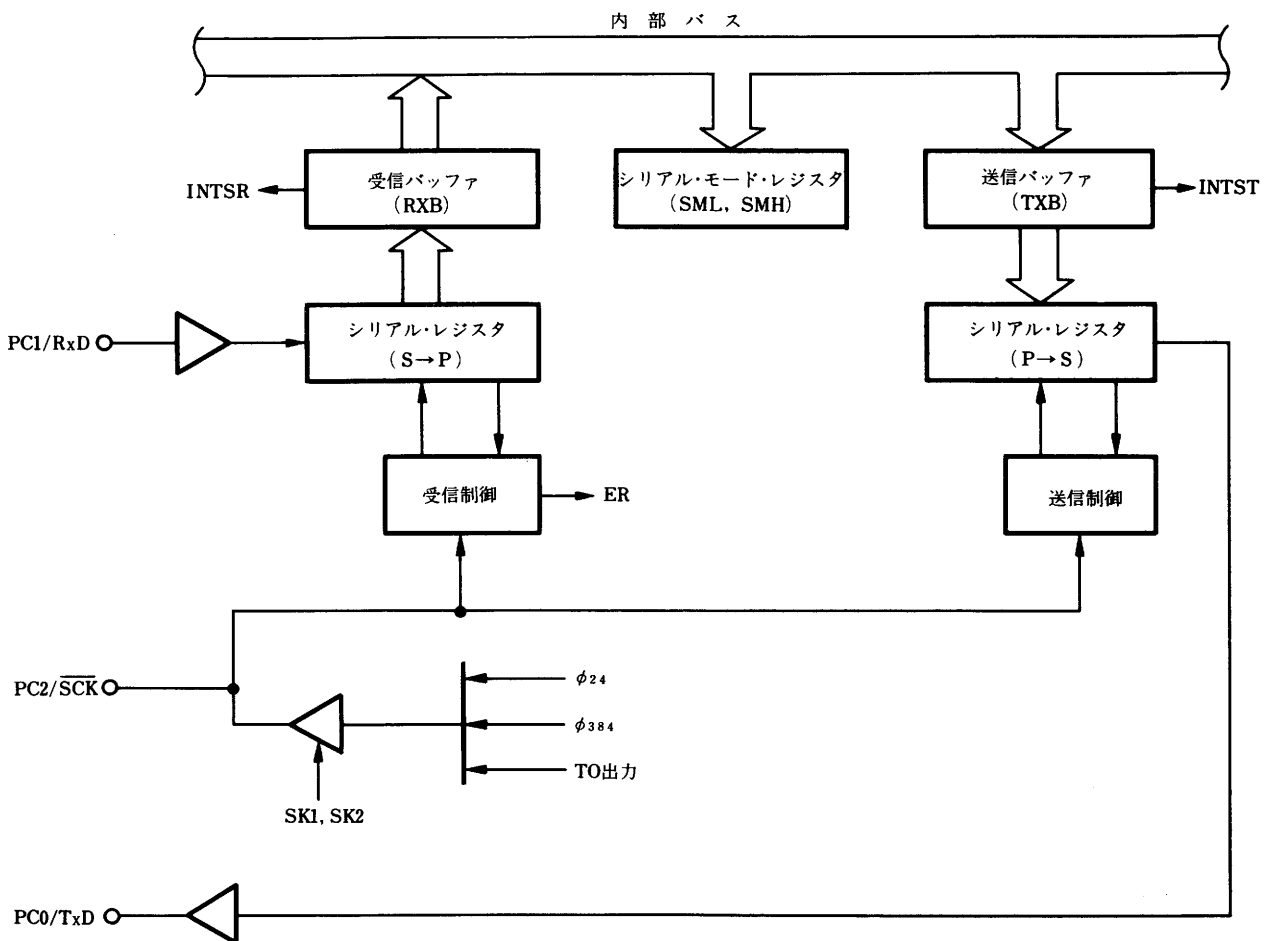 内部バス
INTSR
受信バッファ
(RXB)
シリアル・モード・レジスタ
(SML, SMH)
送信バッファ
(TXB)
INTST
PC1/RxD
シリアル・レジスタ
(S→P)
シリアル・レジスタ
(P→S)
受信制御
ER
送信制御
PC2/S̅C̅K̅
φ24
φ384
TO出力
SK1, SK2
PC0/TxD